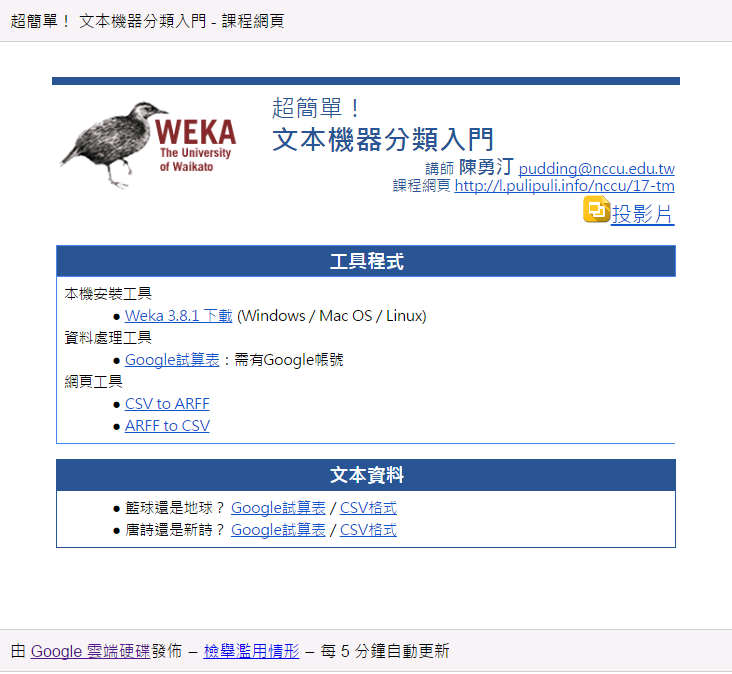 超簡單！ 文本機器分類入門 - 課程網頁
WEKA
The University
of Waikato
超簡單！
文本機器分類入門
講師 陳勇汀 pudding@nccu.edu.tw
課程網頁 http://l.pulipuli.info/nccu/17-tm
投影片
工具程式
本機安裝工具
● Weka 3.8.1 下載 (Windows / Mac OS / Linux)
資料處理工具
● Google試算表：需有Google帳號
網頁工具
● CSV to ARFF
● ARFF to CSV
文本資料
● 籃球還是地球？ Google試算表 / CSV格式
● 唐詩還是新詩？ Google試算表 / CSV格式
由 Google 雲端硬碟發佈 – 檢舉濫用情形 – 每 5 分鐘自動更新